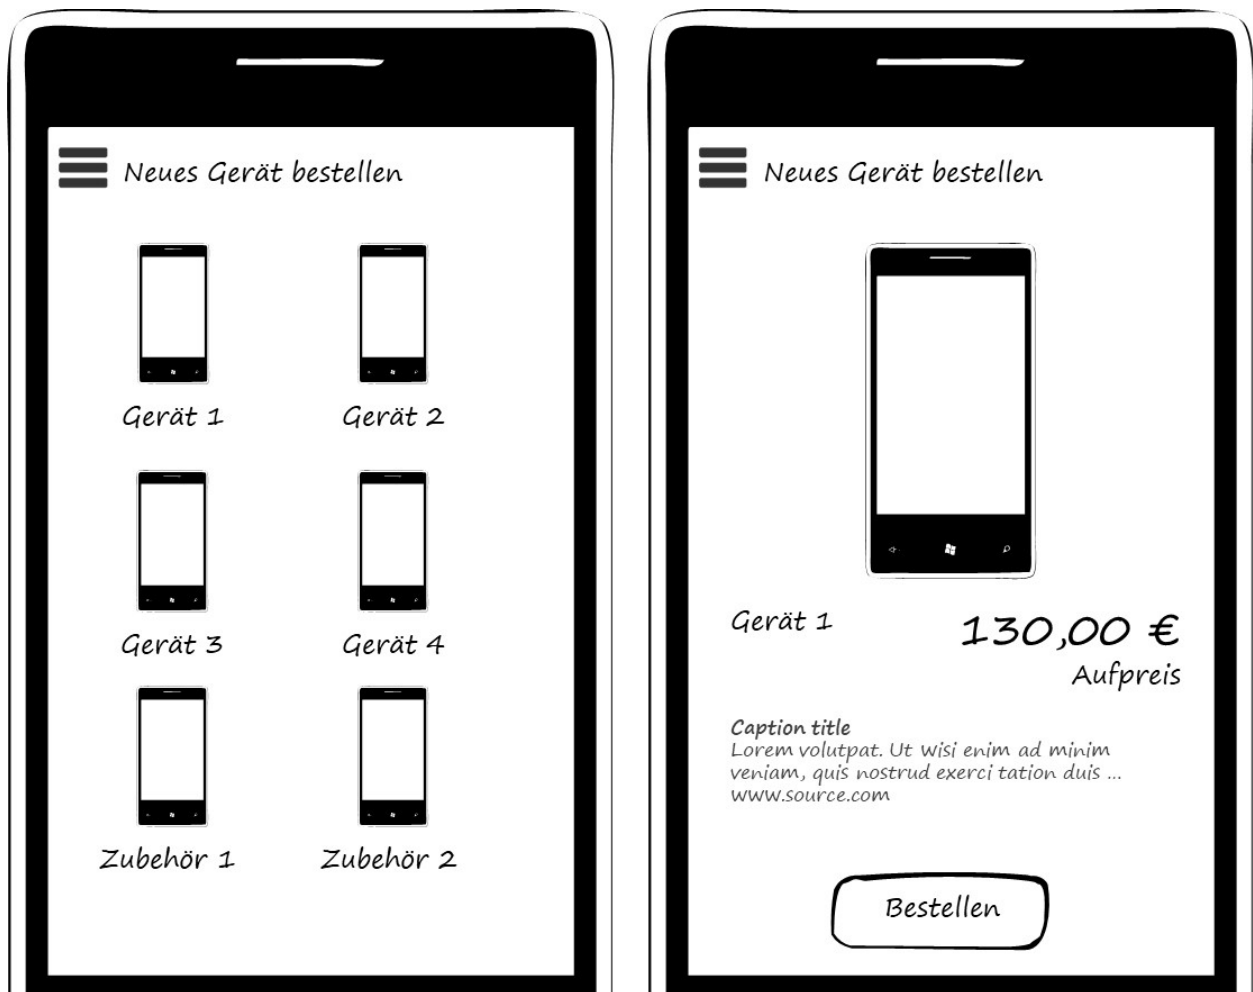 Neues Gerät bestellen
Gerät 1
Gerät 2
Gerät 3
Gerät 4
Zubehör 1
Zubehör 2
Neues Gerät bestellen
Gerät 1
130,00 €
Aufpreis
Caption title
Lorem volutpat. Ut wisi enim ad minim
veniam, quis nostrud exerci tation duis ...
www.source.com
Bestellen